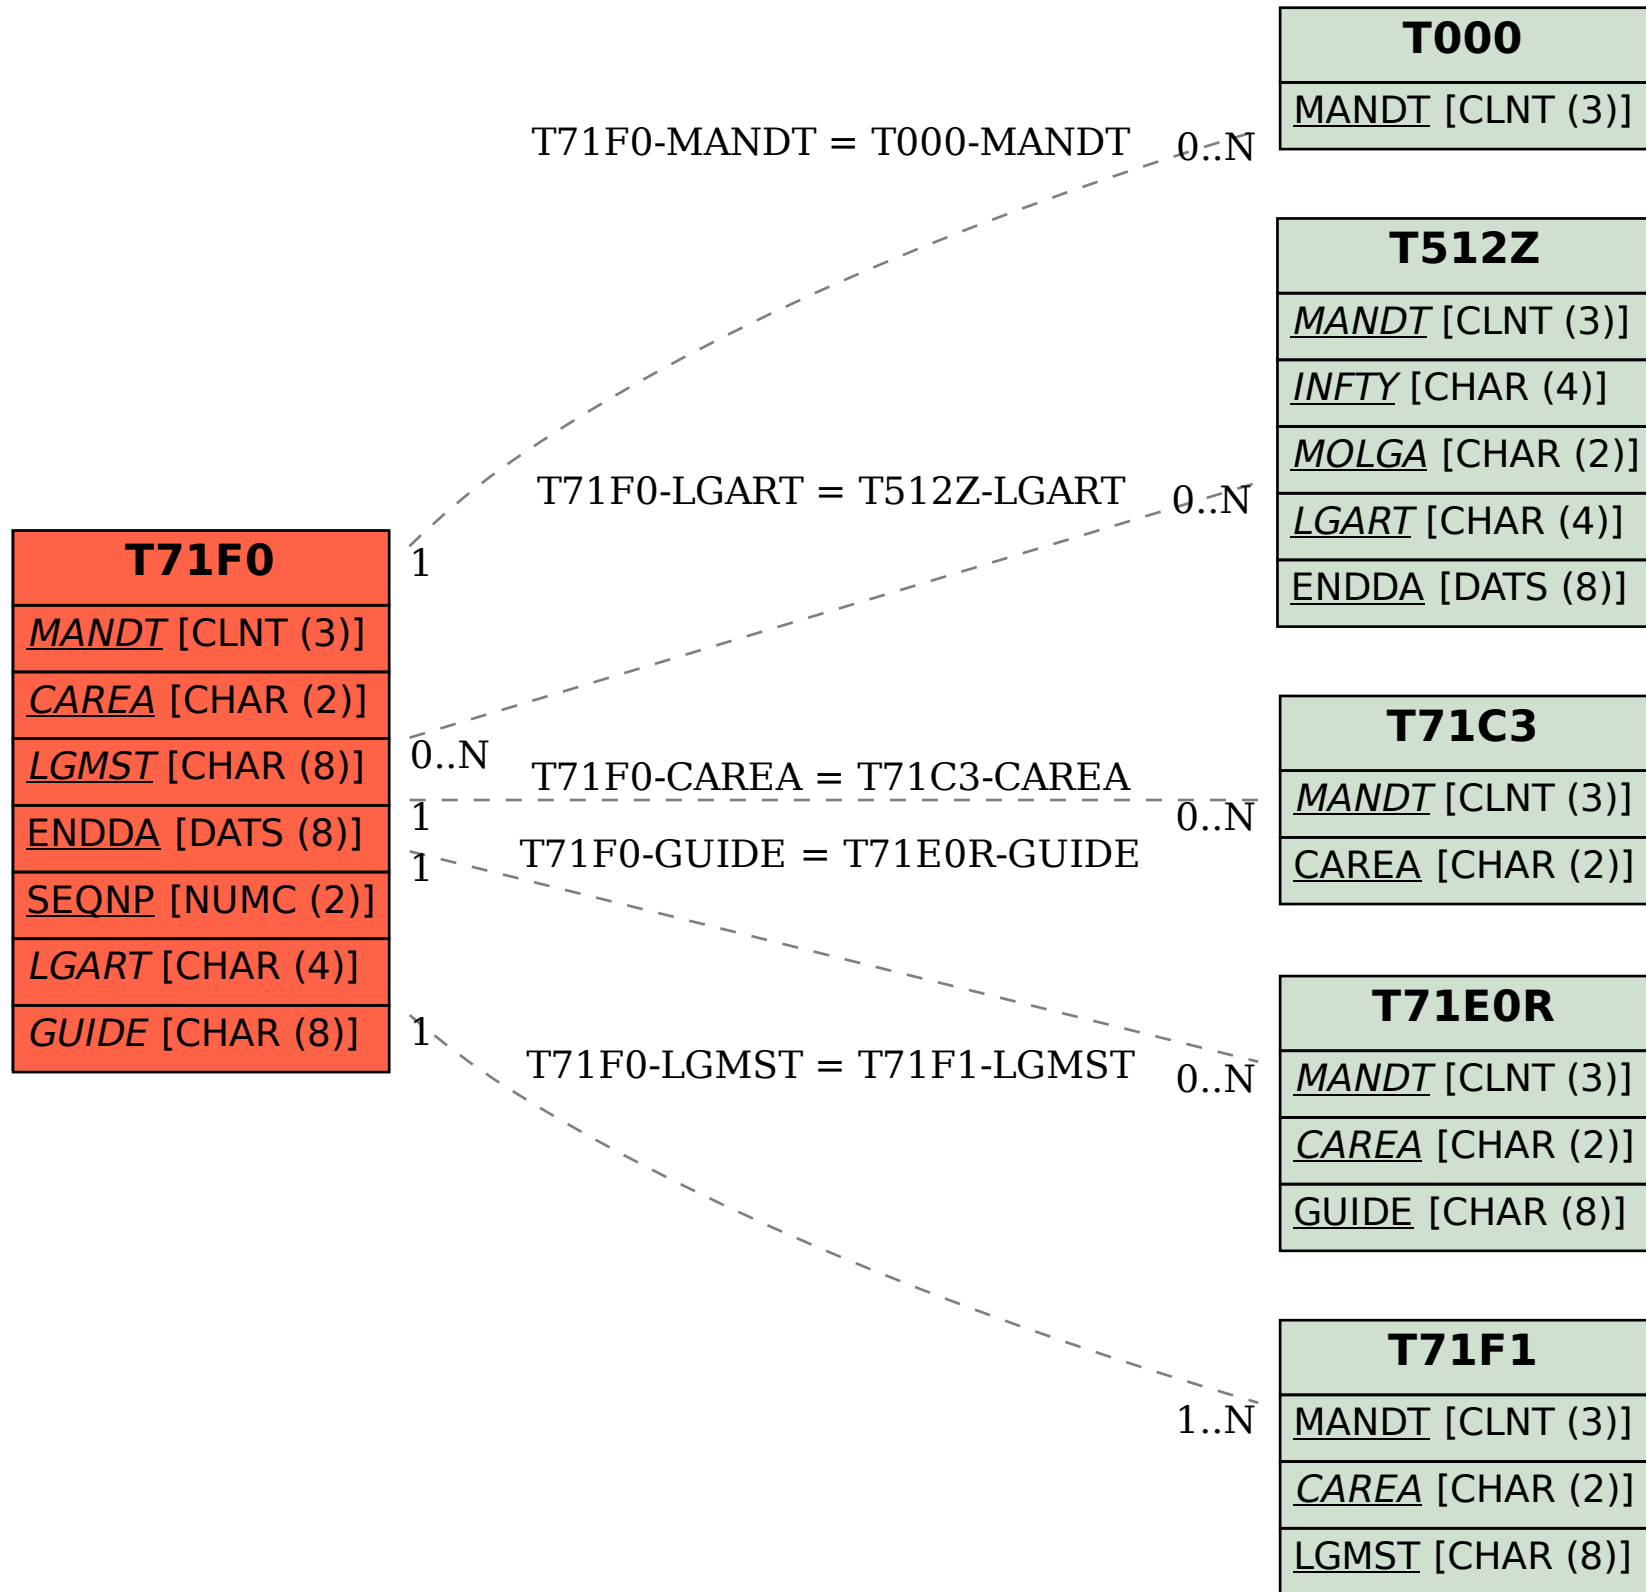 T71F0
MANDT [CLNT (3)]
CAREA [CHAR (2)]
LGMST [CHAR (8)]
ENDDA [DATS (8)]
SEQNP [NUMC (2)]
LGART [CHAR (4)]
GUIDE [CHAR (8)]
T71F0-MANDT = T000-MANDT
1
0..N
T71F0-LGART = T512Z-LGART
0..N
0..N
T71F0-CAREA = T71C3-CAREA
1
0..N
T71F0-GUIDE = T71E0R-GUIDE
1
0..N
T71F0-LGMST = T71F1-LGMST
1
1..N
T000
MANDT [CLNT (3)]
T512Z
MANDT [CLNT (3)]
INFTY [CHAR (4)]
MOLGA [CHAR (2)]
LGART [CHAR (4)]
ENDDA [DATS (8)]
T71C3
MANDT [CLNT (3)]
CAREA [CHAR (2)]
T71E0R
MANDT [CLNT (3)]
CAREA [CHAR (2)]
GUIDE [CHAR (8)]
T71F1
MANDT [CLNT (3)]
CAREA [CHAR (2)]
LGMST [CHAR (8)]